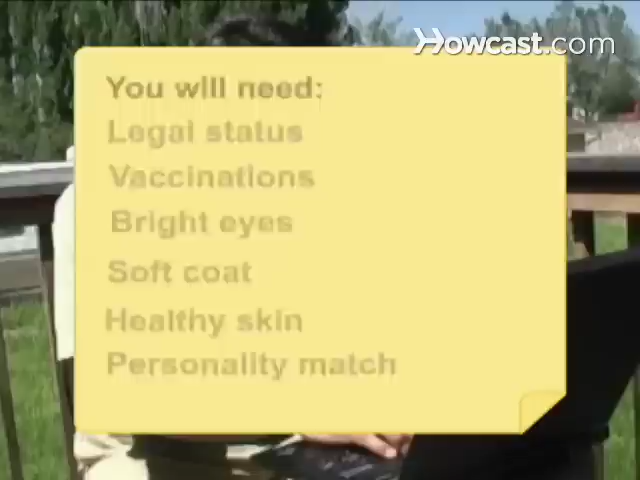 Howcast.com
You will need:
Legal status
Vaccinations
Bright eyes
Soft coat
Healthy skin
Personality match